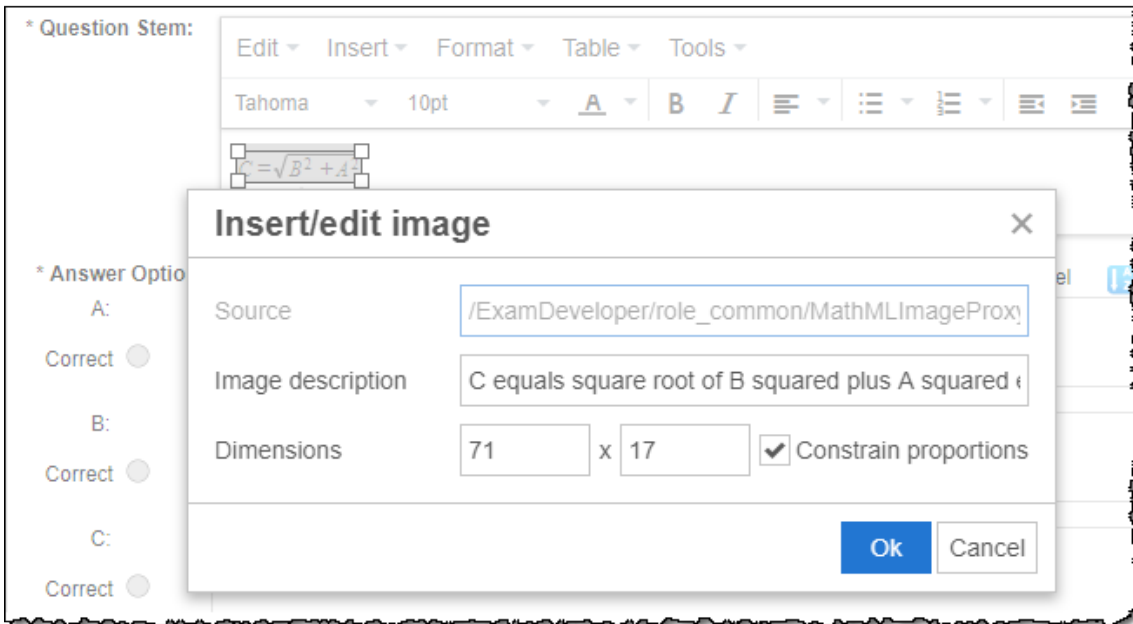 * Question Stem:
Edit Insert Format Table Tools
Tahoma 10pt A B I
C=√B² +A²
Insert/edit image ×
* Answer Optio el
A:
Source /ExamDeveloper/role_common/MathMLImageProxy
Correct
Image description C equals square root of B squared plus A squared e
B:
Dimensions 71 x 17 Constrain proportions
Correct
C:
Ok Cancel
Correct